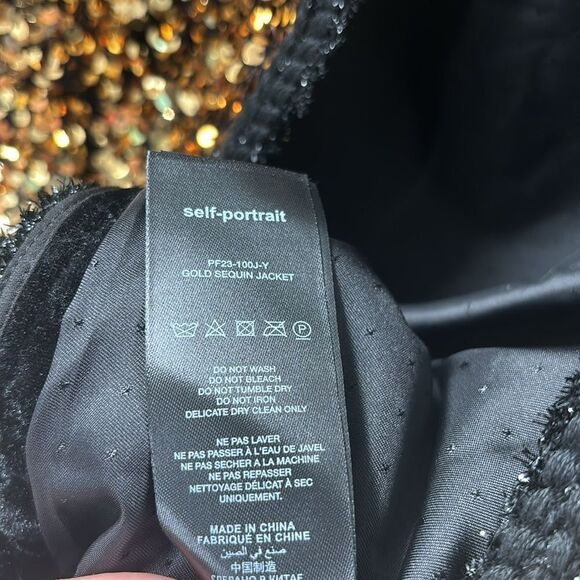 self-portrait
PF23-100J-Y
GOLD SEQUIN JACKET
DO NOT WASH
DO NOT BLEACH
DO NOT TUMBLE DRY
DO NOT IRON
DELICATE DRY CLEAN ONLY
NE PAS LAVER
NE PAS PASSER À L'EAU DE JAVEL
NE PAS SECHER A LA MACHINE
NE PAS REPASSER
NETTOYAGE DÉLICAT À SEC
UNIQUEMENT.
MADE IN CHINA
FABRIQUÉ EN CHINE
صنع في الصين
中国制造
СДЕЛАНО В КИТАЕ